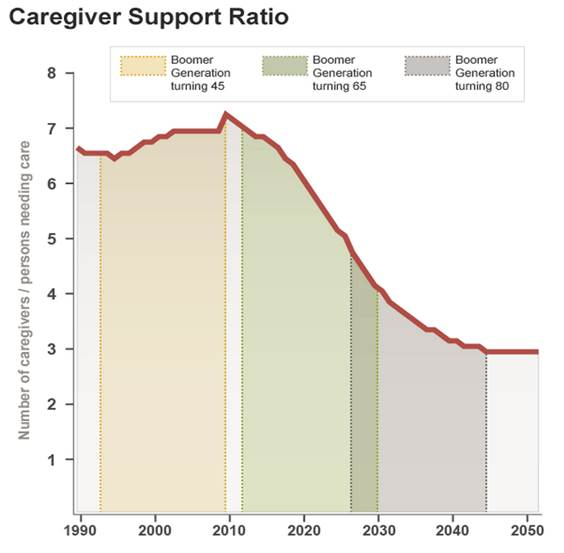 Caregiver Support Ratio
Boomer
Generation
turning 45
Boomer
Generation
turning 65
Boomer
Generation
turning 80
Number of caregivers / persons needing care
8
7
6
5
4
3
2
1
1990 2000 2010 2020 2030 2040 2050